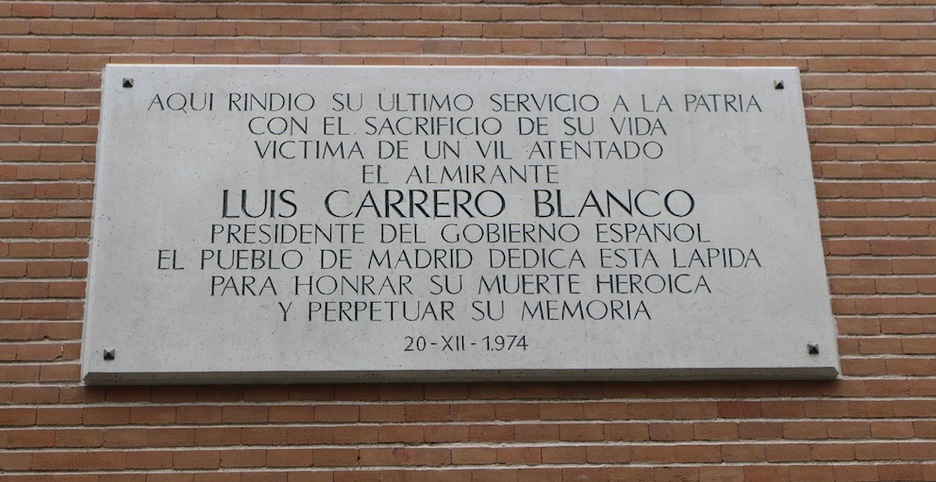 AQUI RINDIO SU ULTIMO SERVICIO A LA PATRIA
CON EL SACRIFICIO DE SU VIDA
VICTIMA DE UN VIL ATENTADO
EL ALMIRANTE
LUIS CARRERO BLANCO
PRESIDENTE DEL GOBIERNO ESPAÑOL
EL PUEBLO DE MADRID DEDICA ESTA LAPIDA
PARA HONRAR SU MUERTE HEROICA
Y PERPETUAR SU MEMORIA
20-XII-1.974